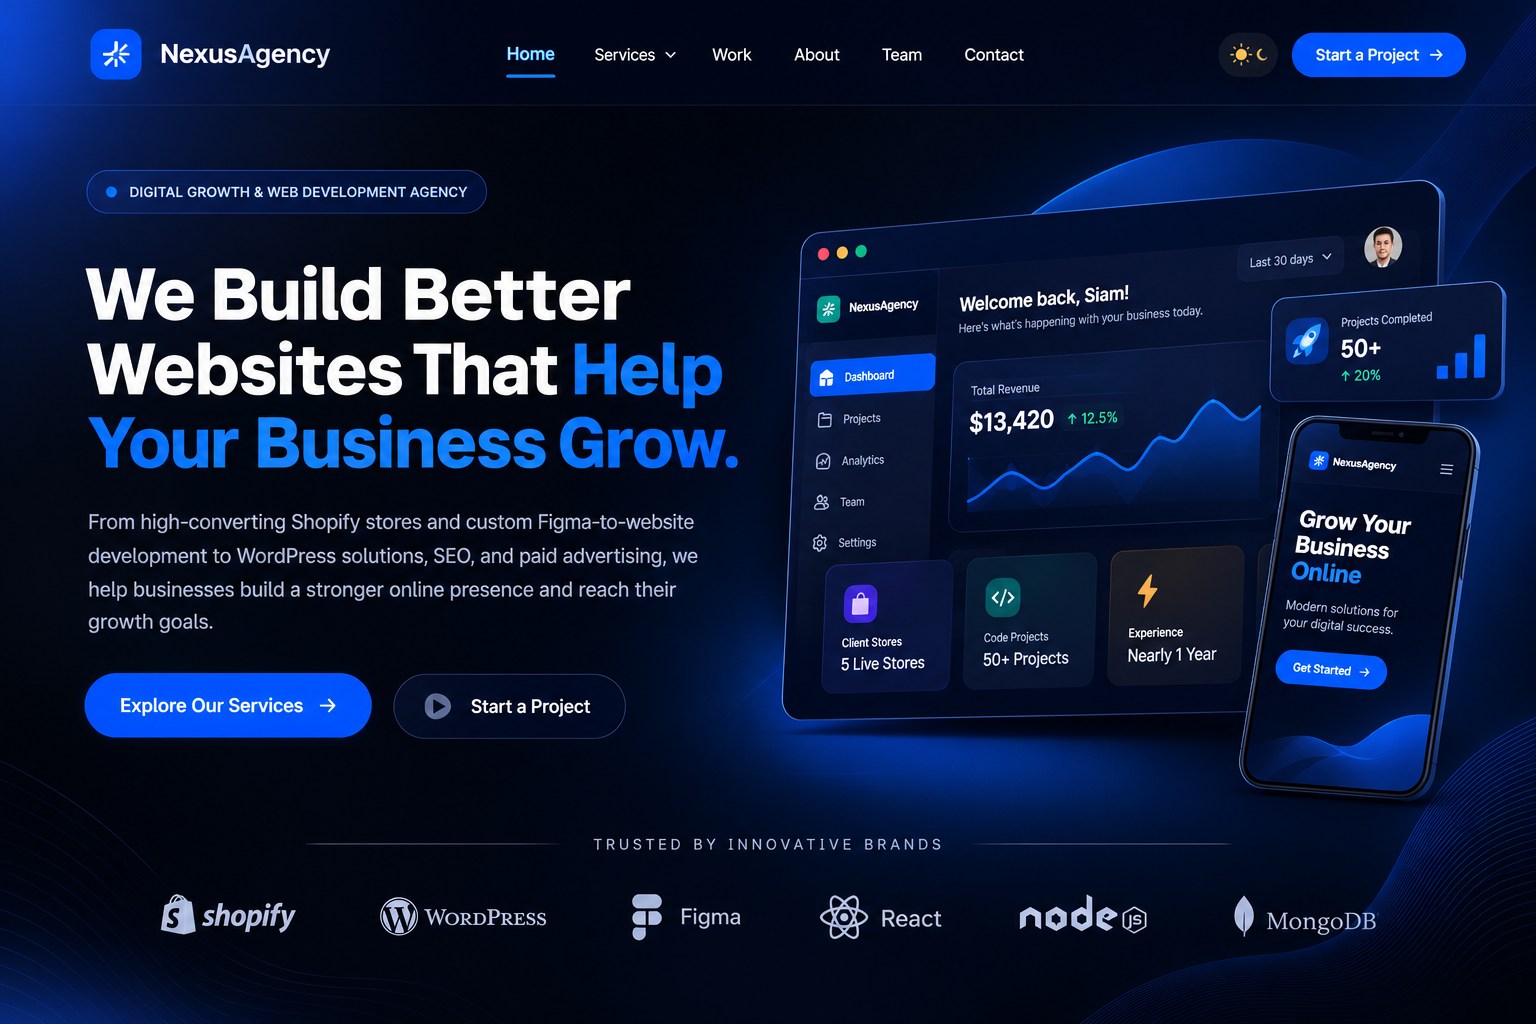 NexusAgency
Home
Services
Work
About
Team
Contact
Start a Project
DIGITAL GROWTH & WEB DEVELOPMENT AGENCY
We Build Better
Websites That Help
Your Business Grow.
From high-converting Shopify stores and custom Figma-to-website
development to WordPress solutions, SEO, and paid advertising, we
help businesses build a stronger online presence and reach their
growth goals.
Explore Our Services
Start a Project
NexusAgency
Dashboard
Projects
Analytics
Team
Settings
Welcome back, Siam!
Here's what's happening with your business today.
Last 30 days
Total Revenue
$13,420 ↑ 12.5%
Client Stores
5 Live Stores
Code Projects
50+ Projects
Experience
Nearly 1 Year
Projects Completed
50+
↑ 20%
NexusAgency
Grow Your
Business
Online
Modern solutions for
your digital success.
Get Started
TRUSTED BY INNOVATIVE BRANDS
shopify
WORDPRESS
Figma
React
node JS
MongoDB